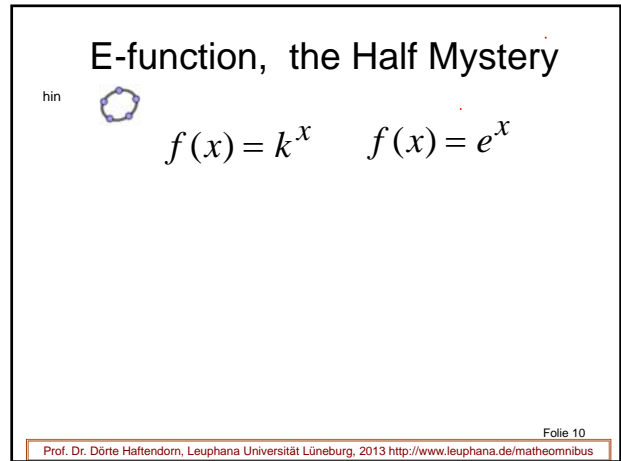 E-function, the Half Mystery
hin
f(x) = k^x f(x) = e^x
Folie 10
Prof. Dr. Dörte Haftendorn, Leuphana Universität Lüneburg, 2013 http://www.leuphana.de/matheomnibus